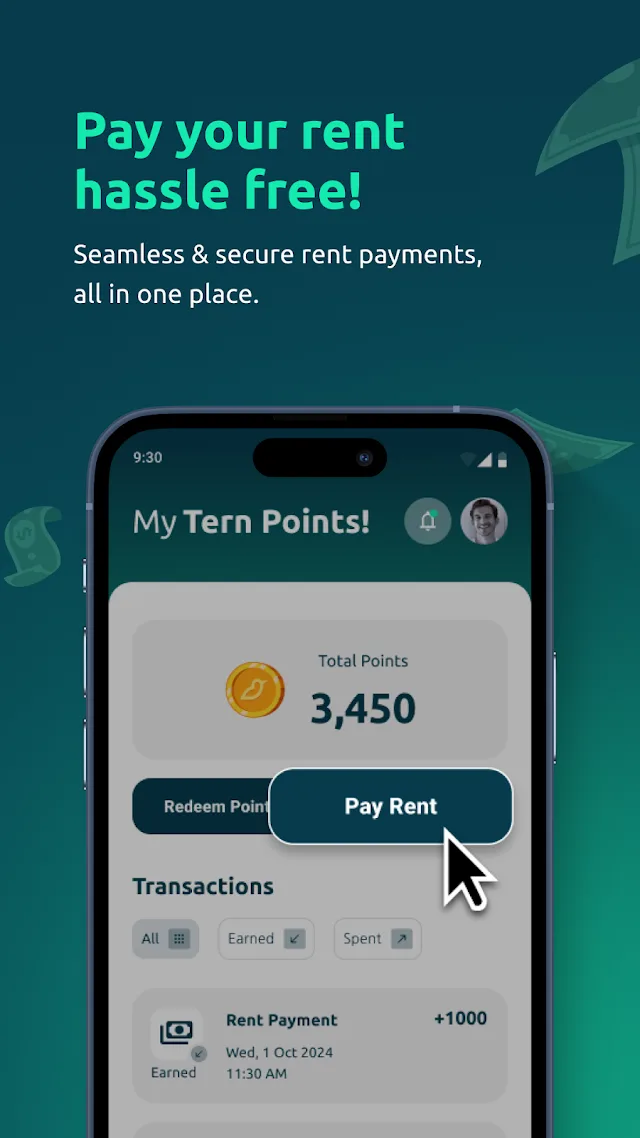 Pay your rent
hassle free!
Seamless & secure rent payments,
all in one place.
9:30
My Tern Points!
Total Points
3,450
Redeem Point
Pay Rent
Transactions
All
Earned
Spent
Rent Payment
+1000
Wed, 1 Oct 2024
Earned
11:30 AM